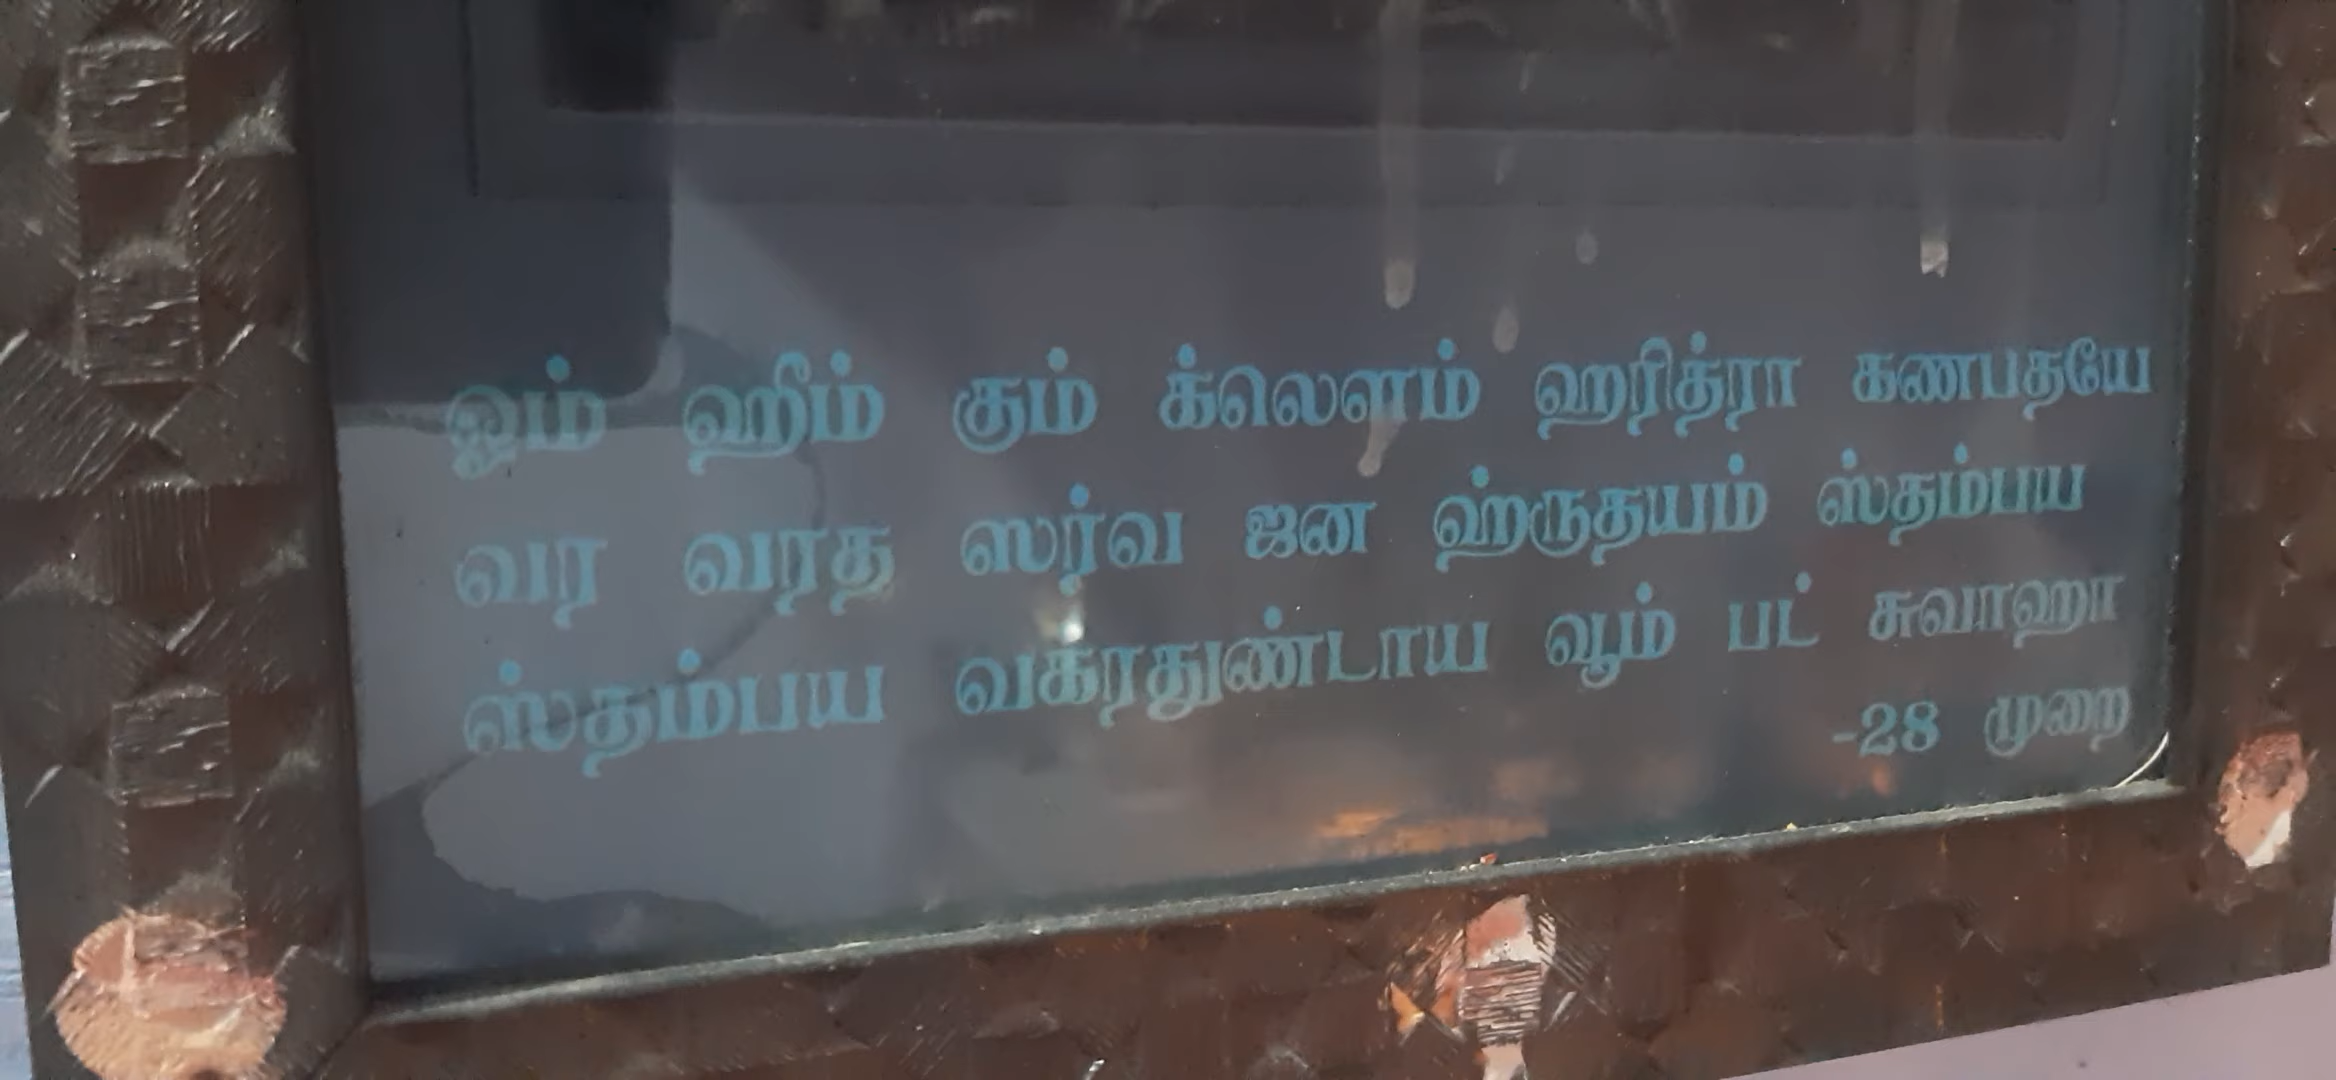 ஓம் ஹீம் கும் க்லௌம் ஹரித்ரா கணபதயே
வர வரத ஸர்வ ஜன ஹ்ருதயம் ஸ்தம்பய
ஸ்தம்பய வக்ரதுண்டாய வூம் பட் சுவாஹா
-28 முறை